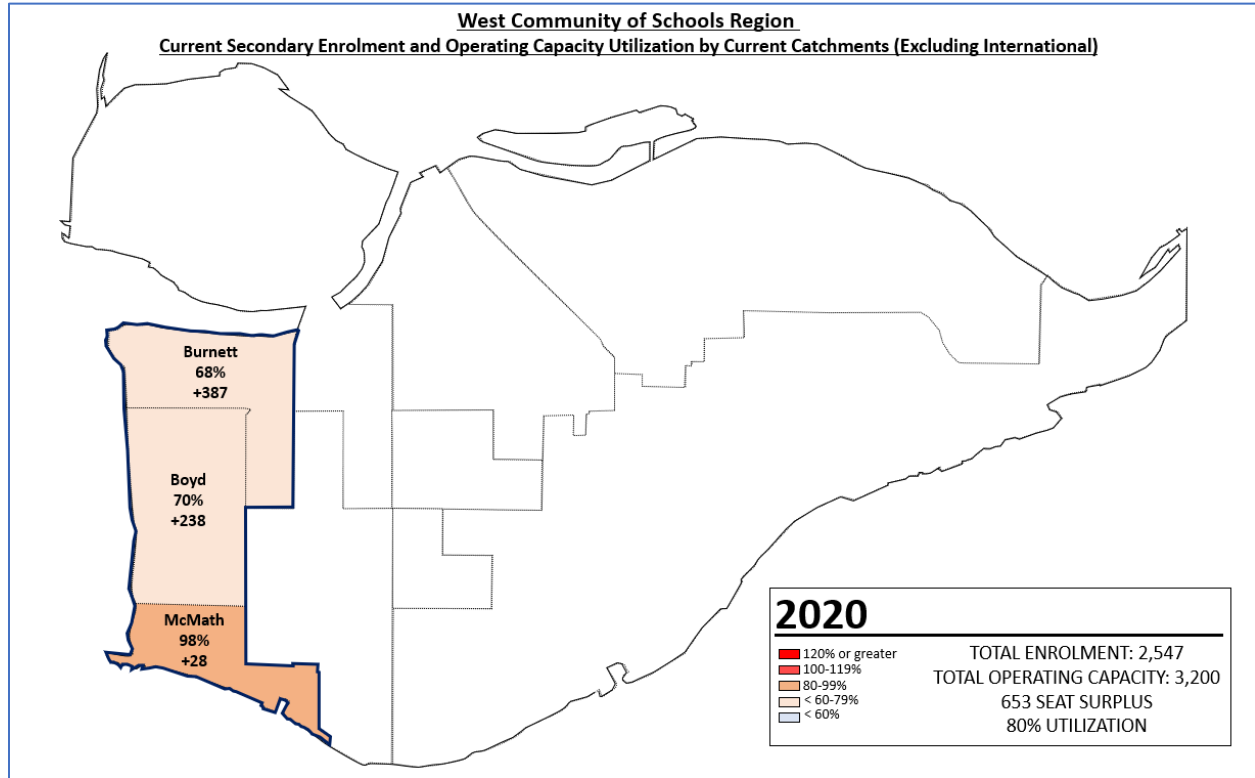 West Community of Schools Region
Current Secondary Enrolment and Operating Capacity Utilization by Current Catchments (Excluding International)
Burnett
68%
+387
Boyd
70%
+238
McMath
98%
+28
2020
120% or greater
100-119%
80-99%
< 60-79%
< 60%
TOTAL ENROLMENT: 2,547
TOTAL OPERATING CAPACITY: 3,200
653 SEAT SURPLUS
80% UTILIZATION